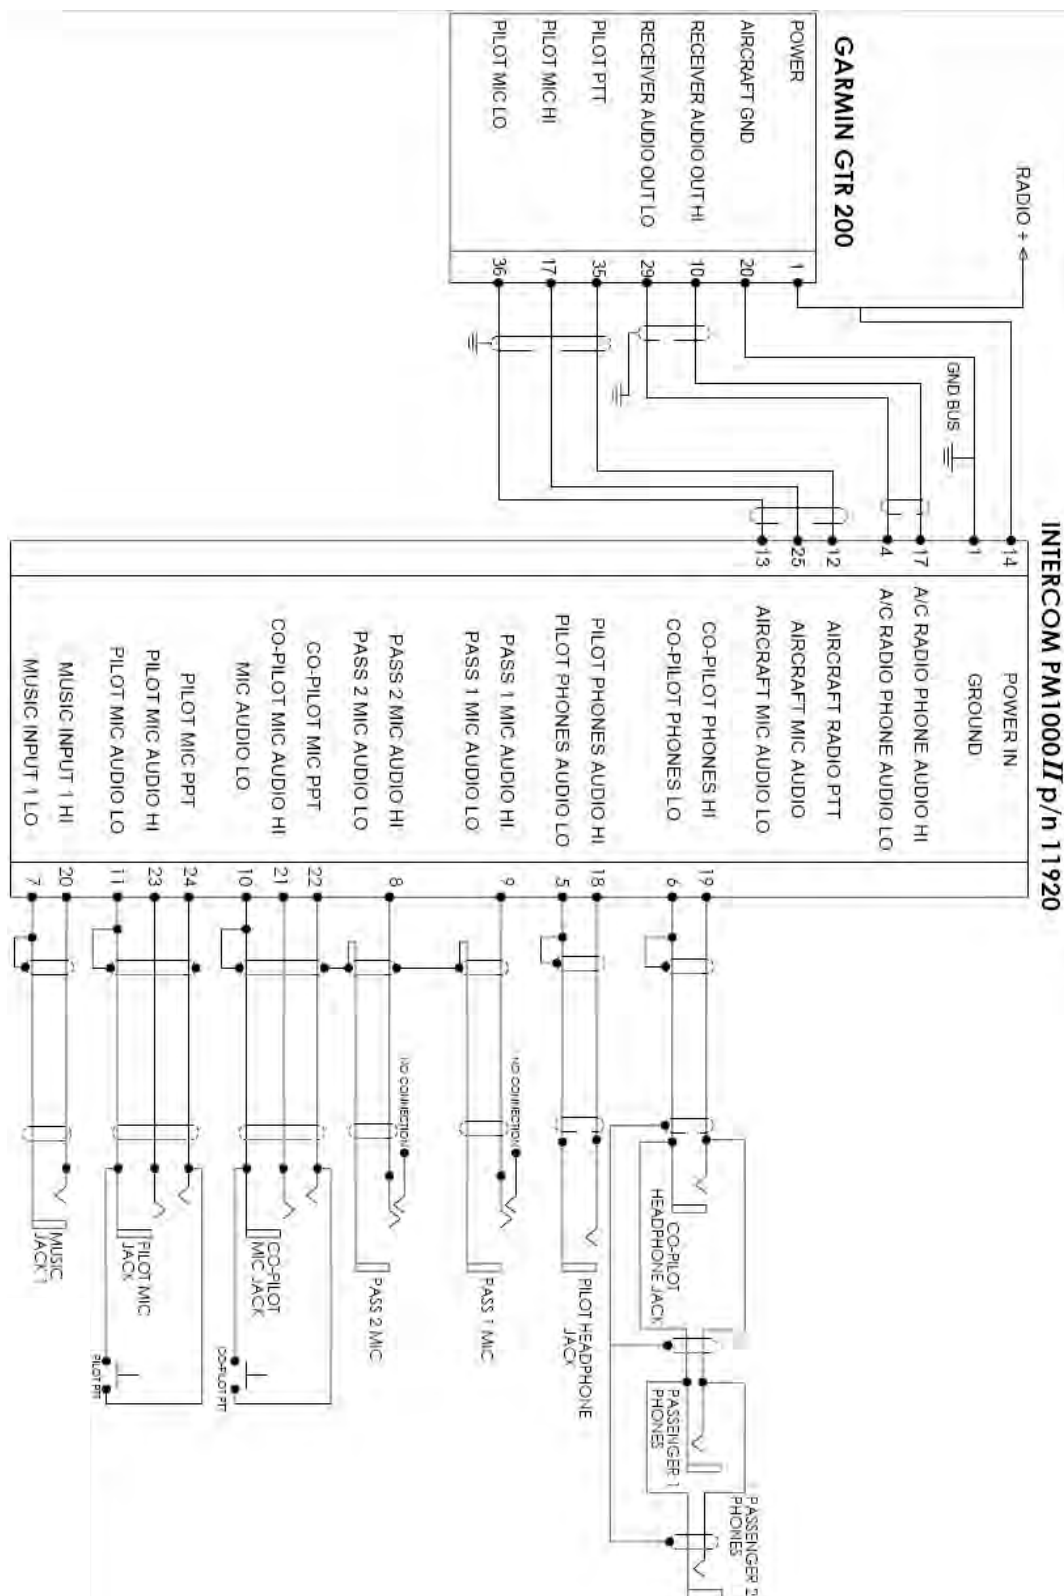 INTERCOM PM1000II p/n 11920
RADIO +
GARMIN GTR 200
POWER
AIRCRAFT GND
RECEIVER AUDIO OUT HI
RECEIVER AUDIO OUT LO
PILOT PTT
PILOT MIC HI
PILOT MIC LO
1
20
10
29
35
17
36
GND BUS
14
1
17
4
12
25
13
POWER IN
GROUND
A/C RADIO PHONE AUDIO HI
A/C RADIO PHONE AUDIO LO
AIRCRAFT RADIO PTT
AIRCRAFT MIC AUDIO
AIRCRAFT MIC AUDIO LO
CO-PILOT PHONES HI
CO-PILOT PHONES LO
PILOT PHONES AUDIO HI
PILOT PHONES AUDIO LO
PASS 1 MIC AUDIO HI
PASS 1 MIC AUDIO LO
PASS 2 MIC AUDIO HI
PASS 2 MIC AUDIO LO
CO-PILOT MIC PPT
CO-PILOT MIC AUDIO HI
MIC AUDIO LO
PILOT MIC PPT
PILOT MIC AUDIO HI
PILOT MIC AUDIO LO
MUSIC INPUT 1 HI
MUSIC INPUT 1 LO
19
6
18
5
9
8
22
21
10
24
23
11
20
7
NO CONNECTION
NO CONNECTION
CO-PILOT
HEADPHONE JACK
PASSENGER 1
PHONES
PASSENGER 2
PHONES
PILOT HEADPHONE
JACK
PASS 1 MIC
PASS 2 MIC
CO-PILOT
MIC JACK
CO-PILOT PTT
PILOT MIC
JACK
PILOT PTT
MUSIC
JACK 1